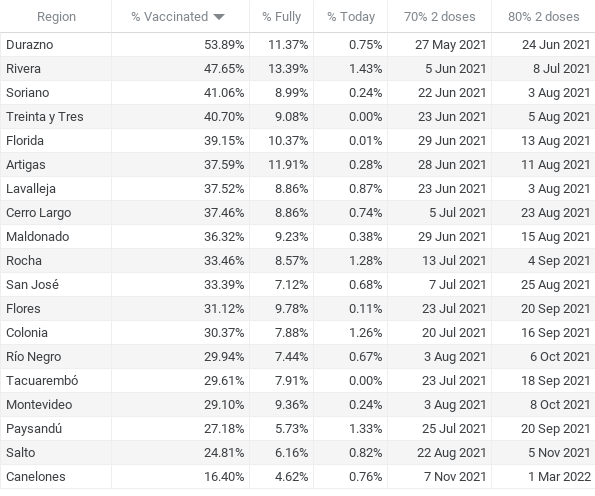 Region % Vaccinated % Fully % Today 70% 2 doses 80% 2 doses
Durazno 53.89% 11.37% 0.75% 27 May 2021 24 Jun 2021
Rivera 47.65% 13.39% 1.43% 5 Jun 2021 8 Jul 2021
Soriano 41.06% 8.99% 0.24% 22 Jun 2021 3 Aug 2021
Treinta y Tres 40.70% 9.08% 0.00% 23 Jun 2021 5 Aug 2021
Florida 39.15% 10.37% 0.01% 29 Jun 2021 13 Aug 2021
Artigas 37.59% 11.91% 0.28% 28 Jun 2021 11 Aug 2021
Lavalleja 37.52% 8.86% 0.87% 23 Jun 2021 3 Aug 2021
Cerro Largo 37.46% 8.86% 0.74% 5 Jul 2021 23 Aug 2021
Maldonado 36.32% 9.23% 0.38% 29 Jun 2021 15 Aug 2021
Rocha 33.46% 8.57% 1.28% 13 Jul 2021 4 Sep 2021
San José 33.39% 7.12% 0.68% 7 Jul 2021 25 Aug 2021
Flores 31.12% 9.78% 0.11% 23 Jul 2021 20 Sep 2021
Colonia 30.37% 7.88% 1.26% 20 Jul 2021 16 Sep 2021
Río Negro 29.94% 7.44% 0.67% 3 Aug 2021 6 Oct 2021
Tacuarembó 29.61% 7.91% 0.00% 23 Jul 2021 18 Sep 2021
Montevideo 29.10% 9.36% 0.24% 3 Aug 2021 8 Oct 2021
Paysandú 27.18% 5.73% 1.33% 25 Jul 2021 20 Sep 2021
Salto 24.81% 6.16% 0.82% 22 Aug 2021 5 Nov 2021
Canelones 16.40% 4.62% 0.76% 7 Nov 2021 1 Mar 2022